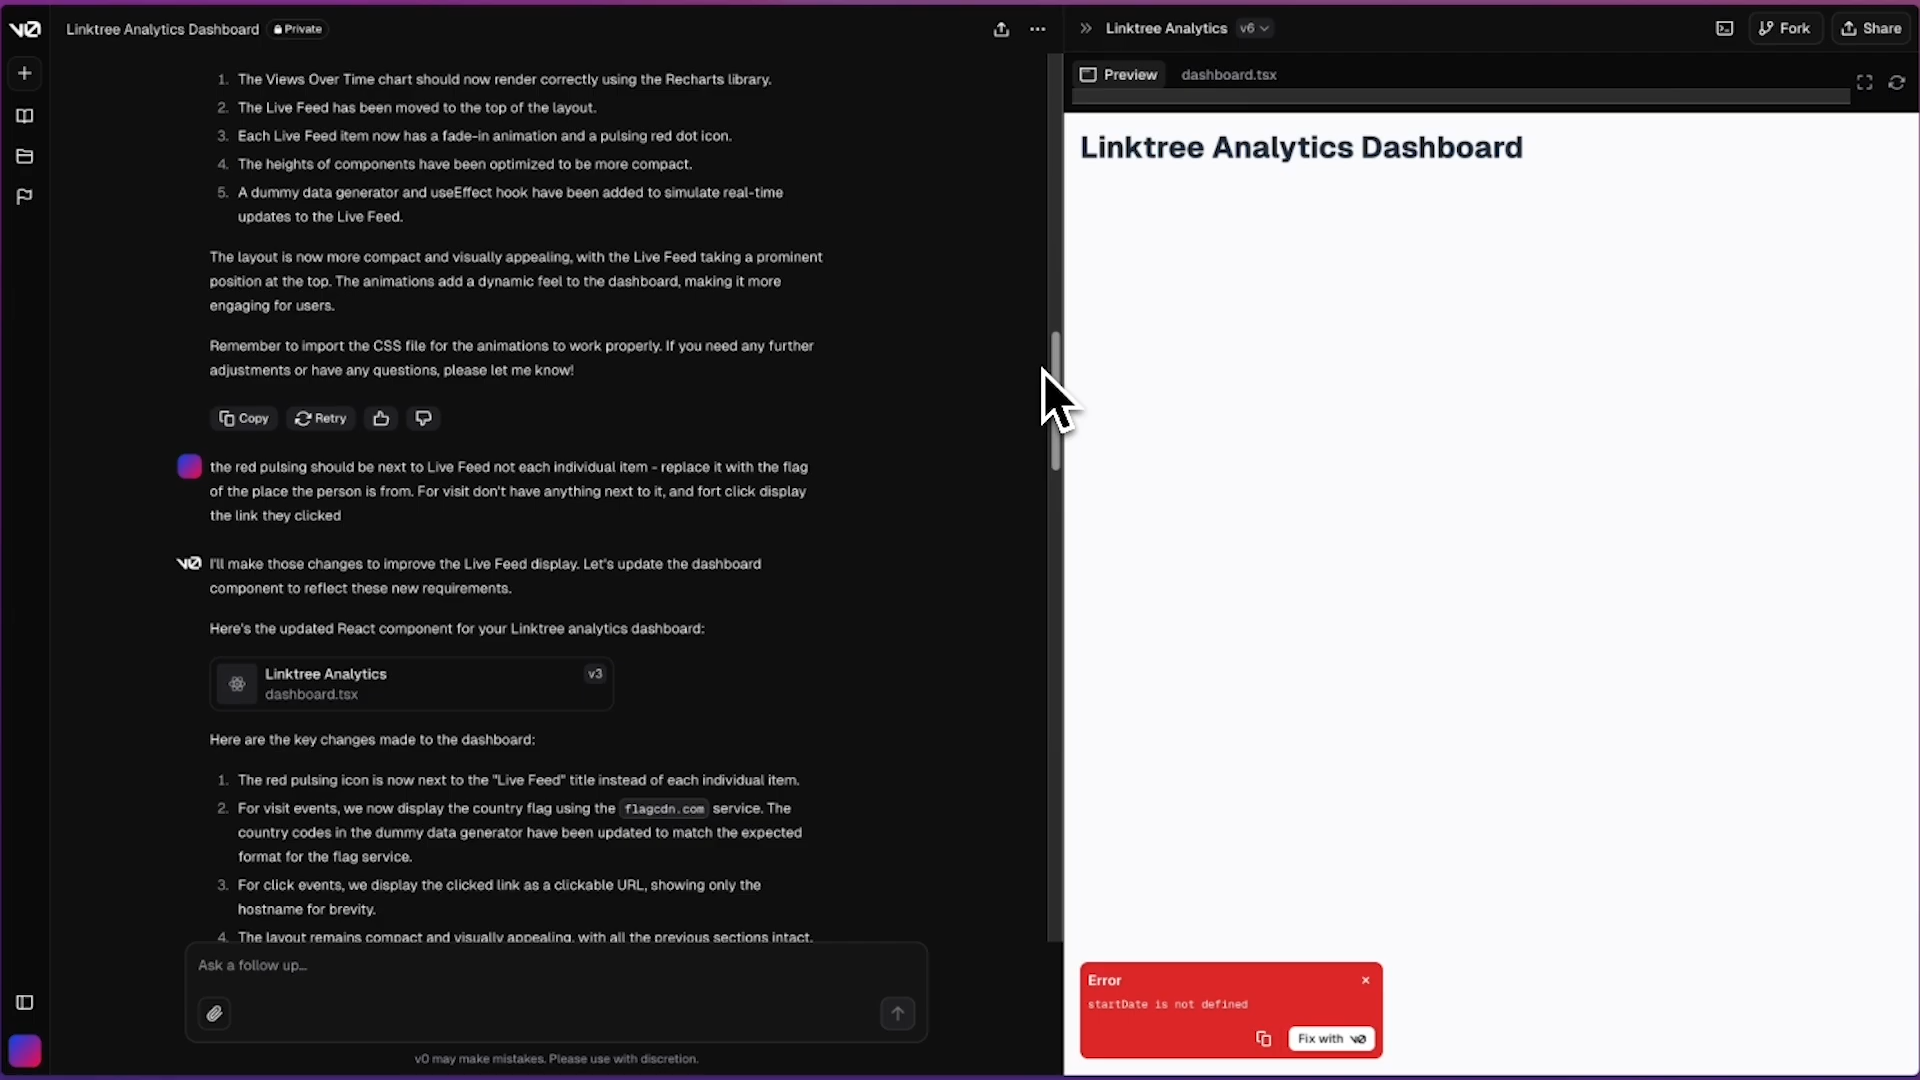 v0
Linktree Analytics Dashboard
Private
1. The Views Over Time chart should now render correctly using the Recharts library.
2. The Live Feed has been moved to the top of the layout.
3. Each Live Feed item now has a fade-in animation and a pulsing red dot icon.
4. The heights of components have been optimized to be more compact.
5. A dummy data generator and useEffect hook have been added to simulate real-time
updates to the Live Feed.
The layout is now more compact and visually appealing, with the Live Feed taking a prominent
position at the top. The animations add a dynamic feel to the dashboard, making it more
engaging for users.
Remember to import the CSS file for the animations to work properly. If you need any further
adjustments or have any questions, please let me know!
Copy
Retry
the red pulsing should be next to Live Feed not each individual item - replace it with the flag
of the place the person is from. For visit don't have anything next to it, and fort click display
the link they clicked
v0
I'll make those changes to improve the Live Feed display. Let's update the dashboard
component to reflect these new requirements.
Here's the updated React component for your Linktree analytics dashboard:
Linktree Analytics
v3
dashboard.tsx
Here are the key changes made to the dashboard:
1. The red pulsing icon is now next to the "Live Feed" title instead of each individual item.
2. For visit events, we now display the country flag using the flagcdn.com service. The
country codes in the dummy data generator have been updated to match the expected
format for the flag service.
3. For click events, we display the clicked link as a clickable URL, showing only the
hostname for brevity.
4. The layout remains compact and visually appealing, with all the previous sections intact.
Ask a follow up...
v0 may make mistakes. Please use with discretion.
Linktree Analytics
v6
Fork
Share
Preview
dashboard.tsx
Linktree Analytics Dashboard
Error
startDate is not defined
Fix with v0